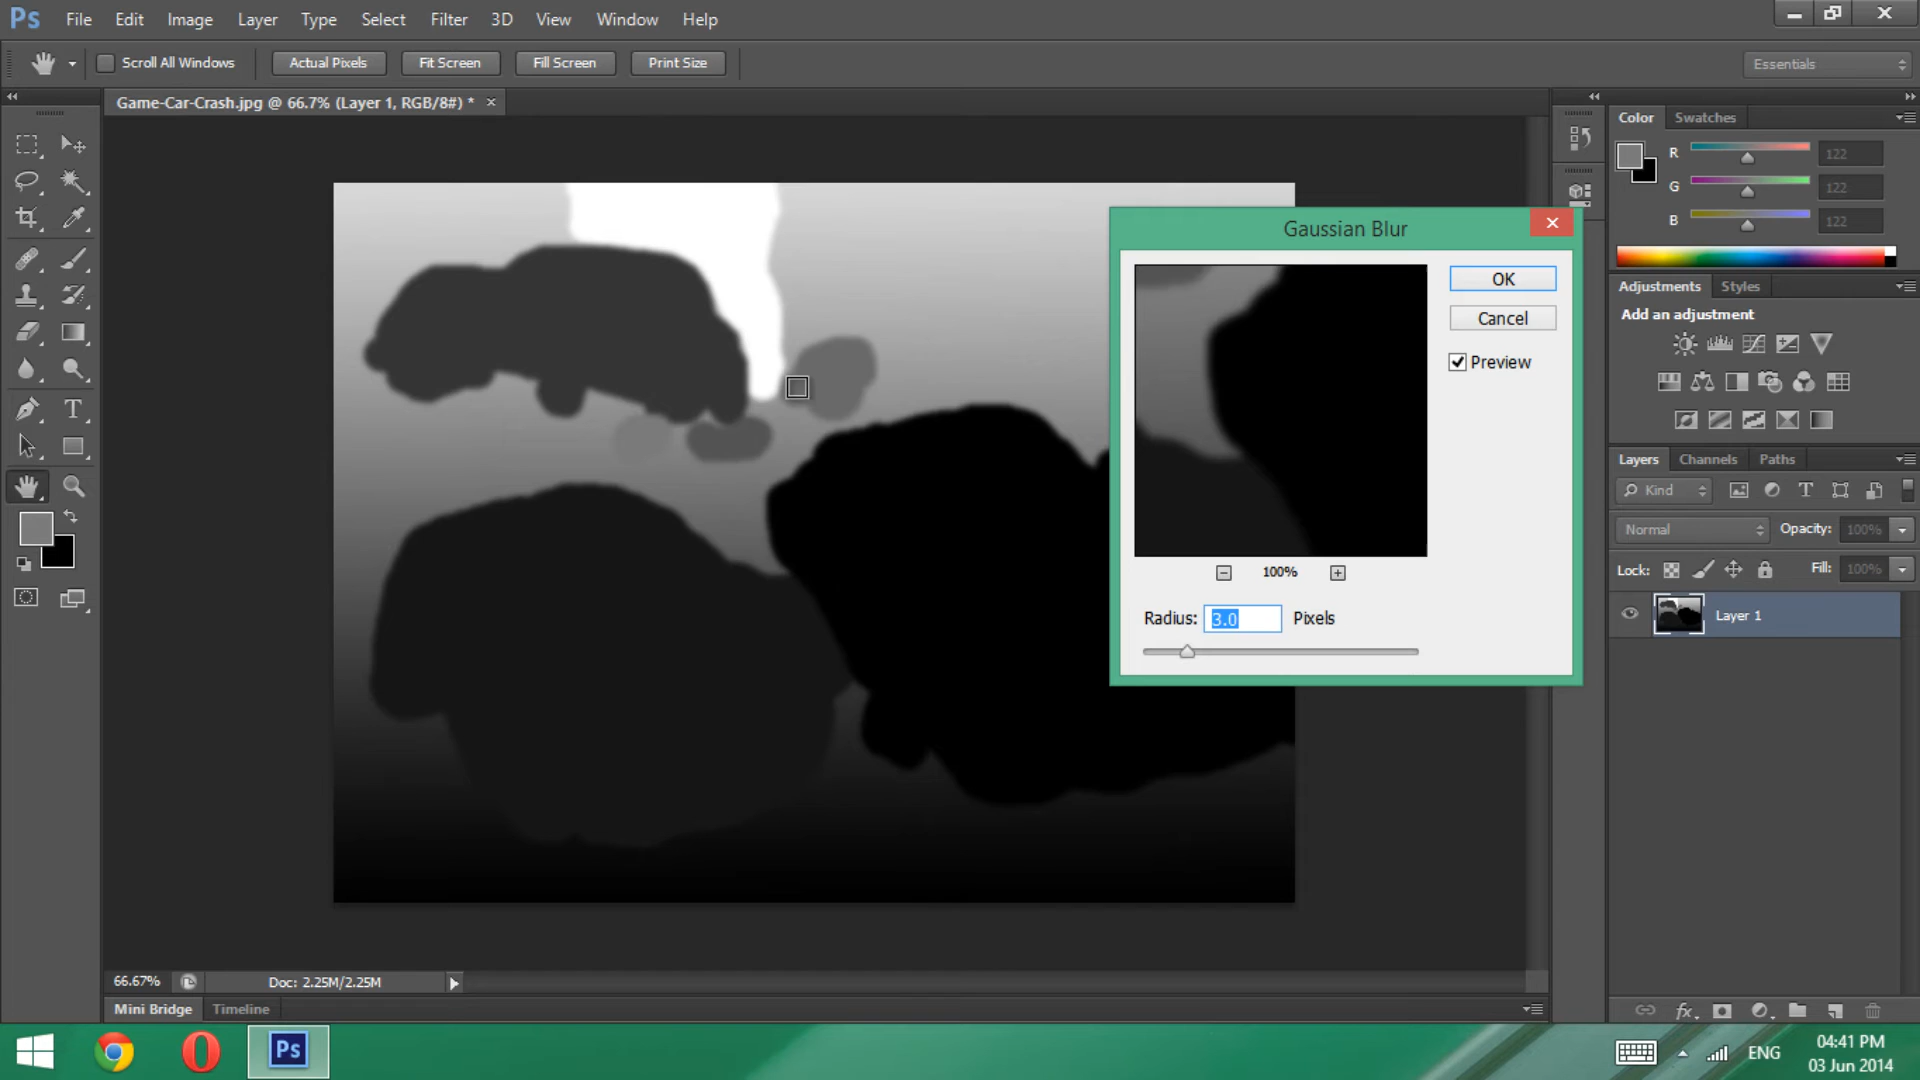 Ps File Edit Image Layer Type Select Filter 3D View Window Help
Scroll All Windows Actual Pixels Fit Screen Fill Screen Print Size Essentials
Game-Car-Crash.jpg @ 66.7% (Layer 1, RGB/8#) *
Color Swatches
R 122
G 122
B 122
Gaussian Blur
OK
Cancel
Preview
100%
Radius: 3.0 Pixels
Adjustments Styles
Add an adjustment
Layers Channels Paths
Kind
Normal Opacity: 100%
Lock: Fill: 100%
Layer 1
fx
T
66.67% Doc: 2.25M/2.25M
Mini Bridge Timeline
Ps
ENG
04:41 PM
03 Jun 2014